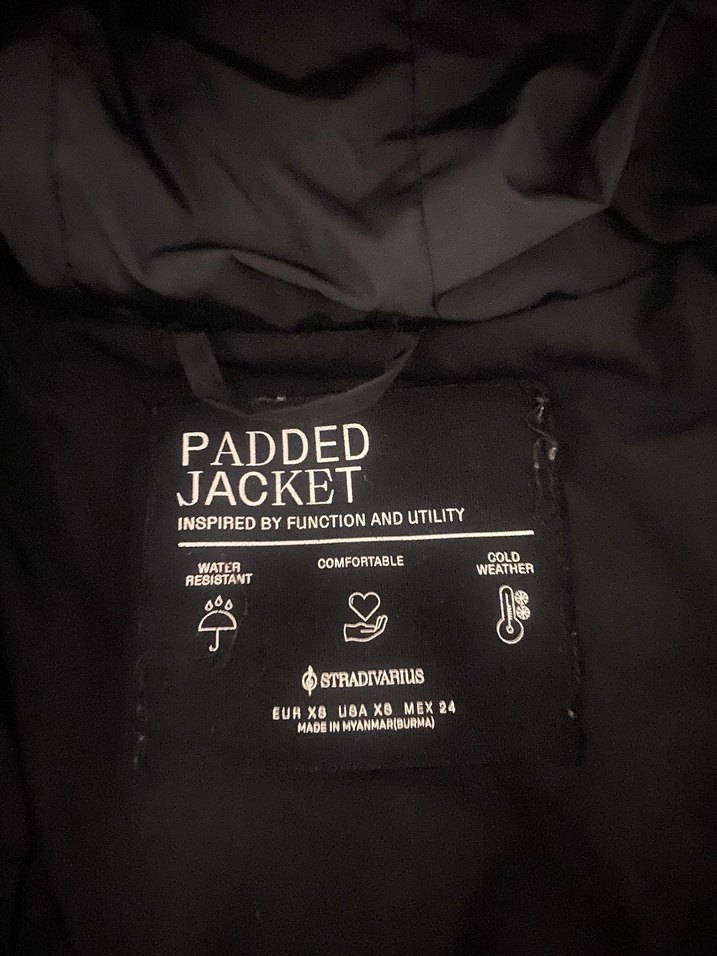 PADDED
JACKET
INSPIRED BY FUNCTION AND UTILITY
WATER
RESISTANT
COMFORTABLE
COLD
WEATHER
STRADIVARIUS
EUR XS USA XS MEX 24
MADE IN MYANMAR(BURMA)